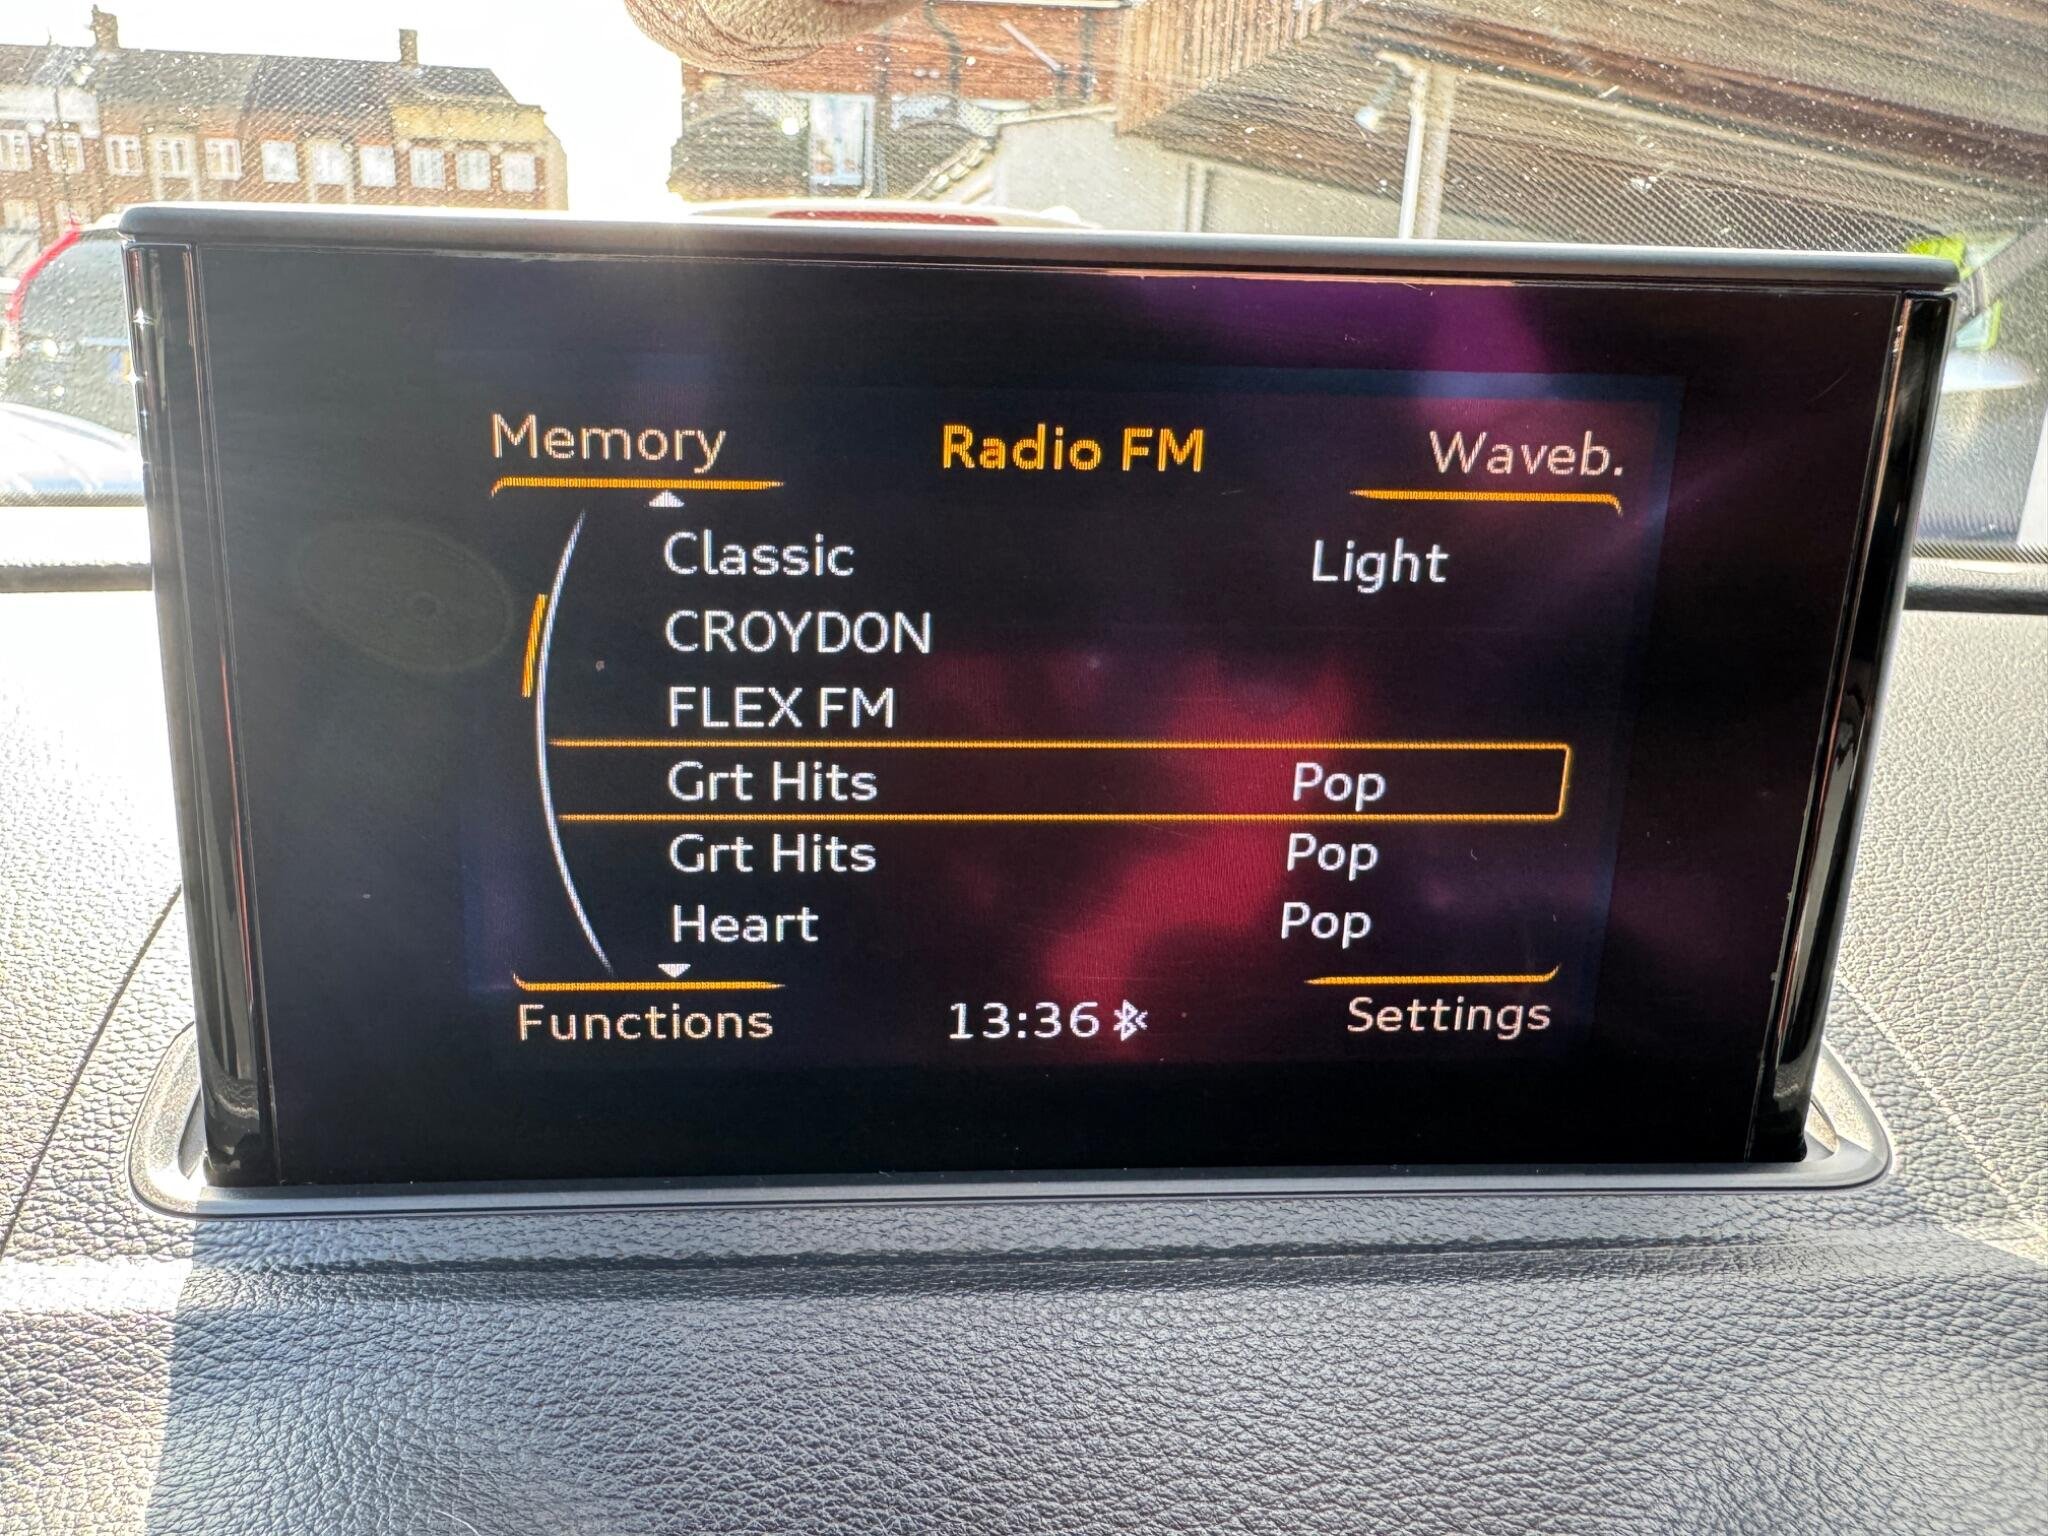 Memory Radio FM Waveb.
Classic Light
CROYDON
FLEX FM
Grt Hits Pop
Grt Hits Pop
Heart Pop
Functions 13:36 Settings